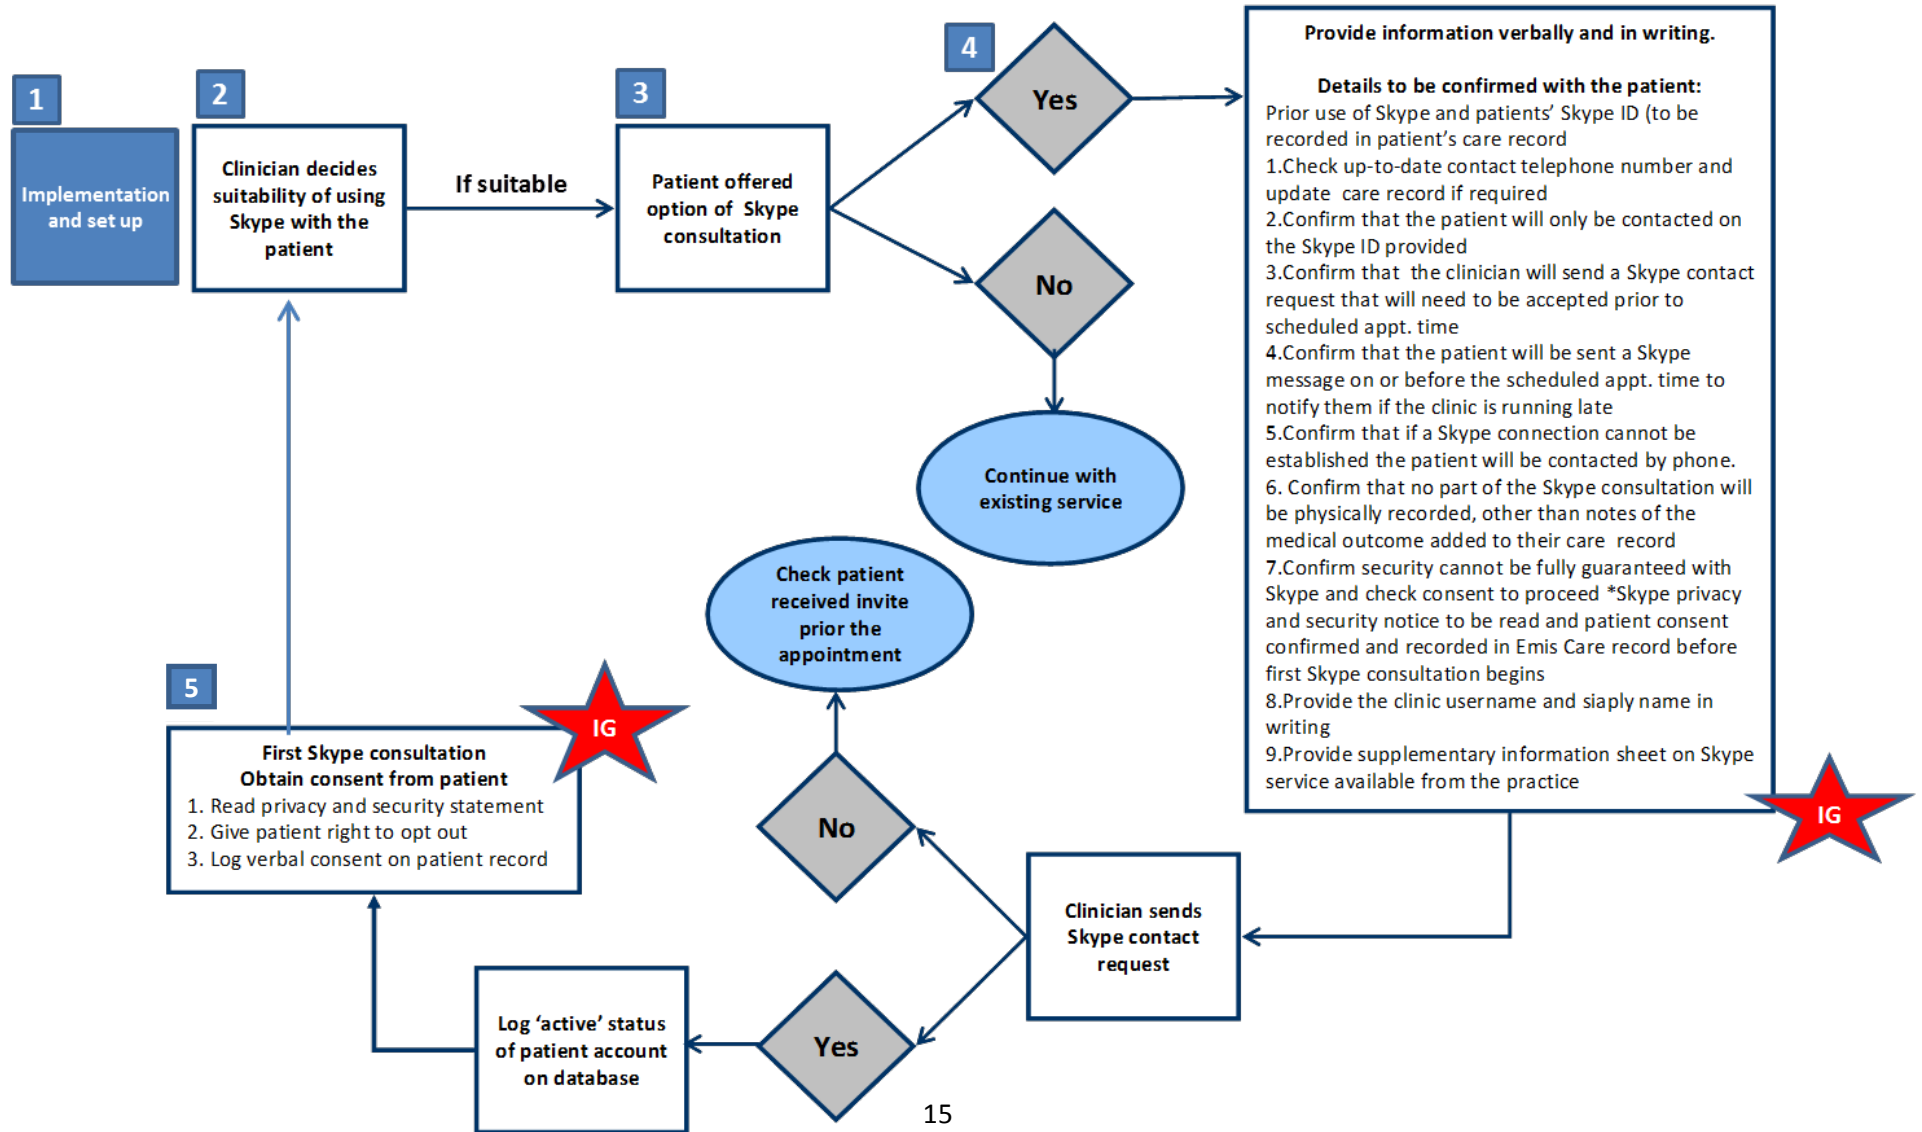 1
Implementation
and set up
2
Clinician decides
suitability of using
Skype with the
patient
If suitable
3
Patient offered
option of Skype
consultation
4
Yes
No
Continue with
existing service
Provide information verbally and in writing.
Details to be confirmed with the patient:
Prior use of Skype and patients' Skype ID (to be
recorded in patient's care record
1.Check up-to-date contact telephone number and
update care record if required
2.Confirm that the patient will only be contacted on
the Skype ID provided
3.Confirm that the clinician will send a Skype contact
request that will need to be accepted prior to
scheduled appt. time
4.Confirm that the patient will be sent a Skype
message on or before the scheduled appt. time to
notify them if the clinic is running late
5.Confirm that if a Skype connection cannot be
established the patient will be contacted by phone.
6. Confirm that no part of the Skype consultation will
be physically recorded, other than notes of the
medical outcome added to their care record
7.Confirm security cannot be fully guaranteed with
Skype and check consent to proceed *Skype privacy
and security notice to be read and patient consent
confirmed and recorded in Emis Care record before
first Skype consultation begins
8.Provide the clinic username and siaply name in
writing
9.Provide supplementary information sheet on Skype
service available from the practice
IG
Clinician sends
Skype contact
request
No
Check patient
received invite
prior the
appointment
Yes
Log 'active' status
of patient account
on database
5
First Skype consultation
Obtain consent from patient
1. Read privacy and security statement
2. Give patient right to opt out
3. Log verbal consent on patient record
IG
15